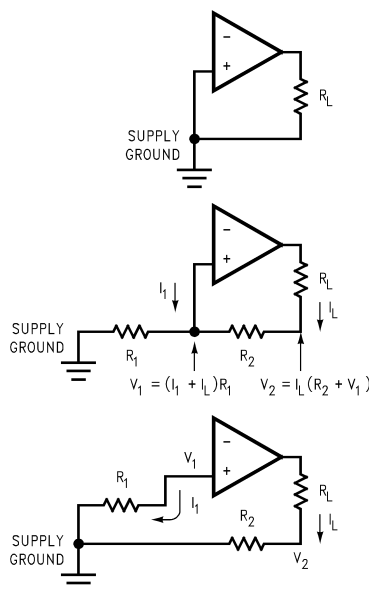 −
+
R_L
SUPPLY
GROUND
−
+
I_1
R_L
I_L
SUPPLY
GROUND
R_1
R_2
V_1 = (I_1 + I_L)R_1
V_2 = I_L(R_2 + V_1)
−
+
V_1
R_1
I_1
R_L
I_L
R_2
SUPPLY
GROUND
V_2